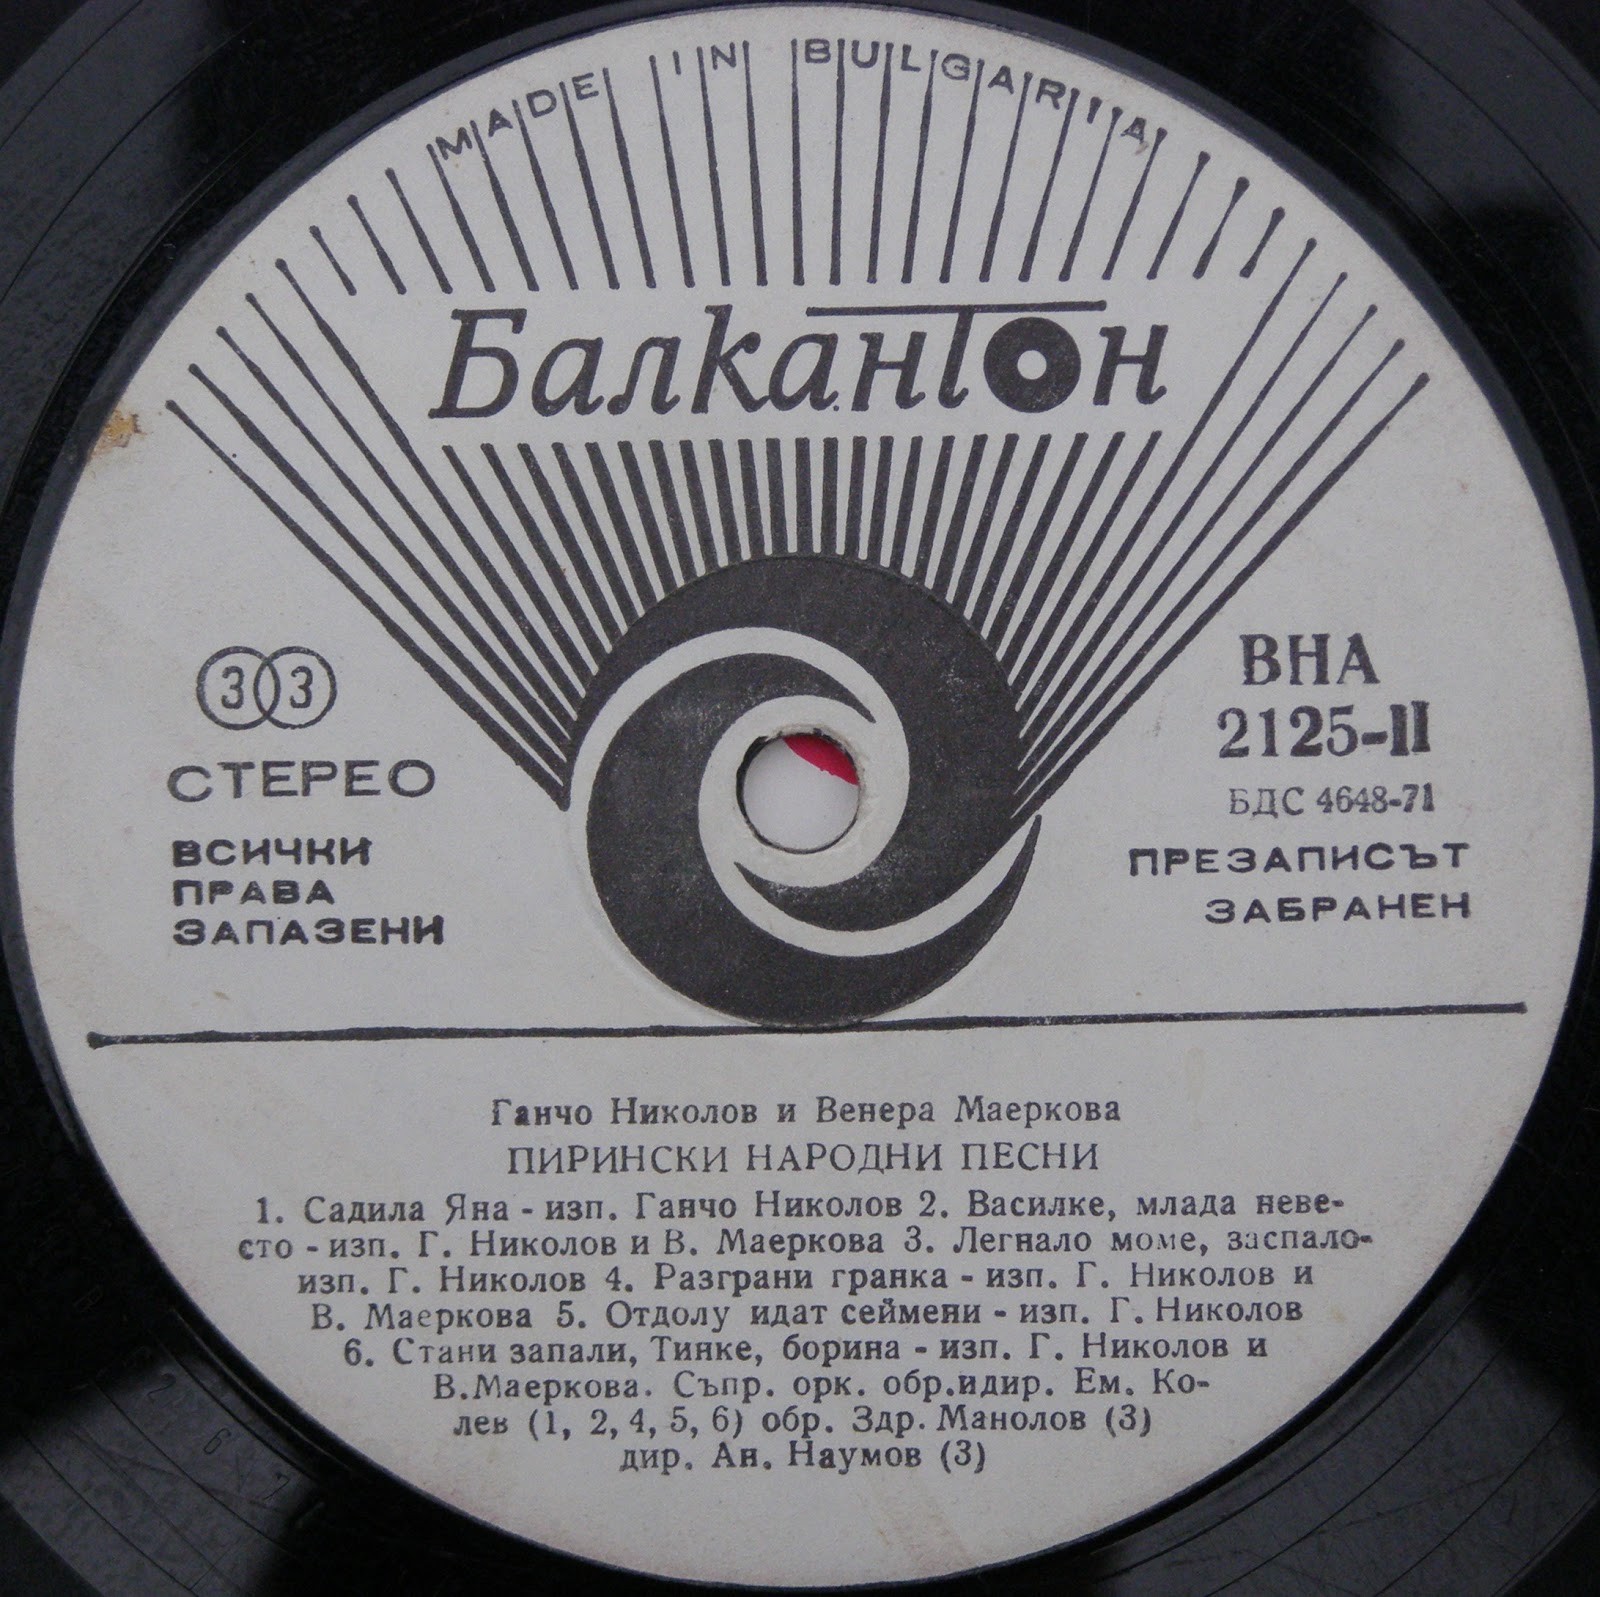 MADE IN BULGARIA
Балкантон
33
СТЕРЕО
ВСИЧКИ
ПРАВА
ЗАПАЗЕНИ
ВНА
2125-II
БДС 4648-71
ПРЕЗАПИСЪТ
ЗАБРАНЕН
Ганчо Николов и Венера Маеркова
ПИРИНСКИ НАРОДНИ ПЕСНИ
1. Садила Яна - изп. Ганчо Николов 2. Василке, млада неве-
сто - изп. Г. Николов и В. Маеркова 3. Легнало моме, заспало-
изп. Г. Николов 4. Разграни гранка - изп. Г. Николов и
В. Маеркова 5. Отдолу идат сеймени - изп. Г. Николов
6. Стани запали, Тинке, борина - изп. Г. Николов и
В.Маеркова. Съпр. орк. обр.идир. Ем. Ко-
лев (1, 2, 4, 5, 6) обр. Здр. Манолов (3)
дир. Ан. Наумов (3)